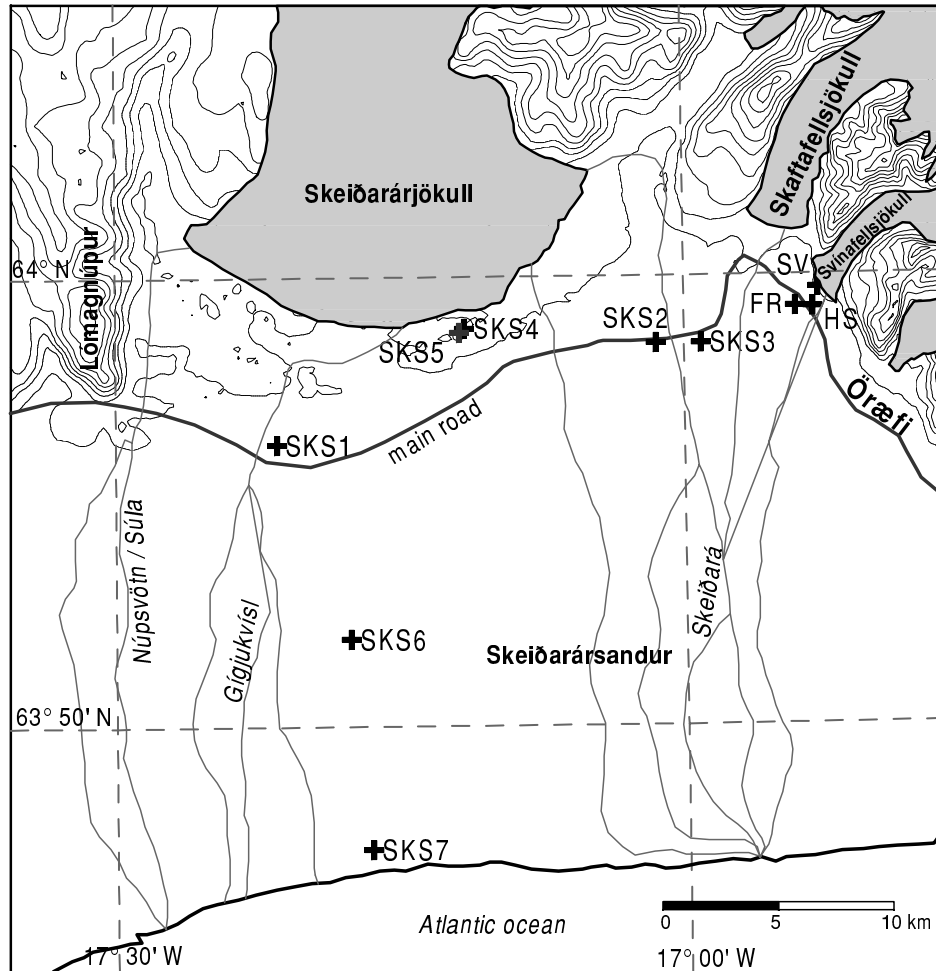 Skeiðarárjökull
Skaftafellsjökull
Svínafellsjökull
Lómagnúpur
64° N
SV
FR
HS
SKS2
SKS4
SKS5
SKS3
Öræfi
main road
SKS1
Núpsvötn / Súla
Gígjukvísl
Skeiðará
SKS6
Skeiðarársandur
63° 50' N
SKS7
Atlantic ocean
0 5 10 km
17° 30' W
17° 00' W